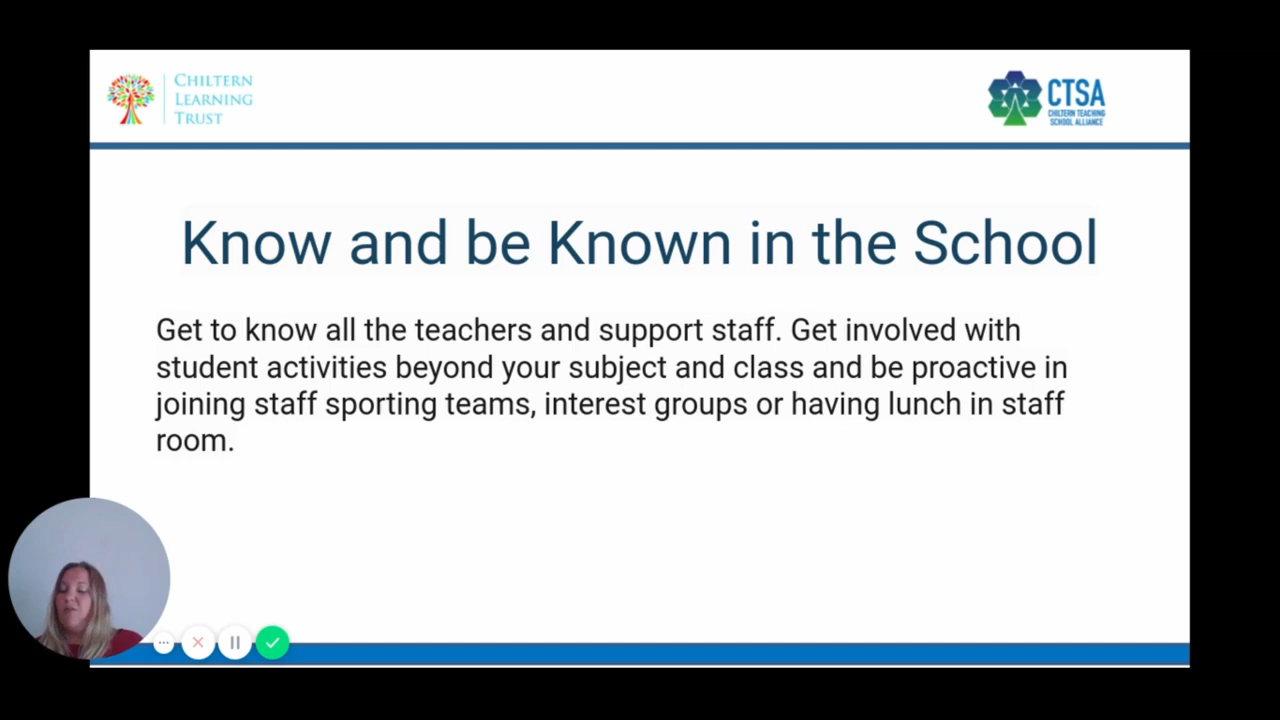 CHILTERN
LEARNING
TRUST
CTSA
CHILTERN TEACHING
SCHOOL ALLIANCE
Know and be Known in the School
Get to know all the teachers and support staff. Get involved with
student activities beyond your subject and class and be proactive in
joining staff sporting teams, interest groups or having lunch in staff
room.